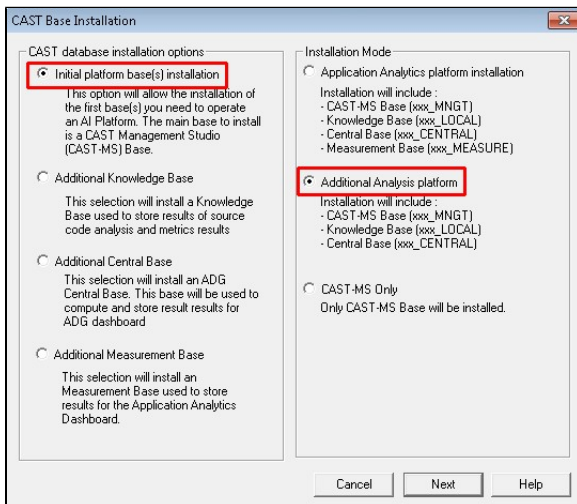 CAST Base Installation
CAST database installation options
Initial platform base(s) installation
This option will allow the installation of
the first base(s) you need to operate
an AI Platform. The main base to install
is a CAST Management Studio
(CAST-MS) Base.
Additional Knowledge Base
This selection will install a Knowledge
Base used to store results of source
code analysis and metrics results
Additional Central Base
This selection will install an ADG
Central Base. This base will be used to
compute and store result results for
ADG dashboard
Additional Measurement Base
This selection will install an
Measurement Base used to store
results for the Application Analytics
Dashboard.
Installation Mode
Application Analytics platform installation
Installation will include :
- CAST-MS Base (xxx_MNGT)
- Knowledge Base (xxx_LOCAL)
- Central Base (xxx_CENTRAL)
- Measurement Base (xxx_MEASURE)
Additional Analysis platform
Installation will include :
- CAST-MS Base (xxx_MNGT)
- Knowledge Base (xxx_LOCAL)
- Central Base (xxx_CENTRAL)
CAST-MS Only
Only CAST-MS Base will be installed.
Cancel
Next
Help